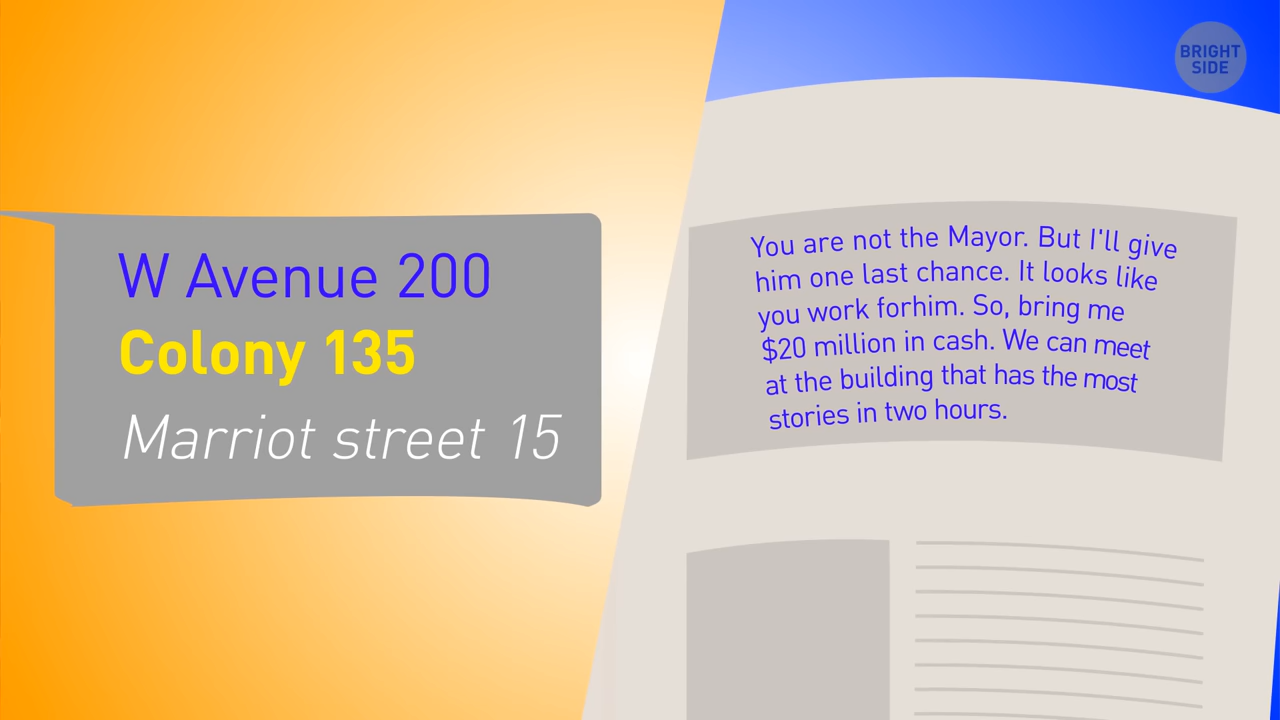 BRIGHT
SIDE
W Avenue 200
Colony 135
Marriot street 15
You are not the Mayor. But I'll give
him one last chance. It looks like
you work forhim. So, bring me
$20 million in cash. We can meet
at the building that has the most
stories in two hours.